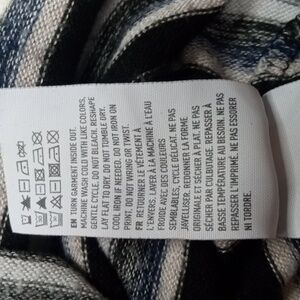 EN TURN GARMENT INSIDE OUT.
MACHINE WASH COLD WITH LIKE COLORS,
GENTLE CYCLE. DO NOT BLEACH. RESHAPE
LAY FLAT TO DRY. DO NOT TUMBLE DRY.
COOL IRON IF NEEDED. DO NOT IRON ON
PRINT. DO NOT WRING OR TWIST.
FR RETOURNER LE VÊTEMENT À
L'ENVERS. LAVER À LA MACHINE À L'EAU
FROIDE AVEC DES COULEURS
SEMBLABLES, CYCLE DÉLICAT. NE PAS
JAVELLISER. REDONNER LA FORME
ORIGINALE SÉCHER À PLAT. NE PAS
SÉCHER PAR CULBUTAGE. REPASSER À
BASSE TEMPÉRATURE AU BESOIN. NE PAS
REPASSER L'IMPRIMÉ. NE PAS ESSORER
NI TORDRE.